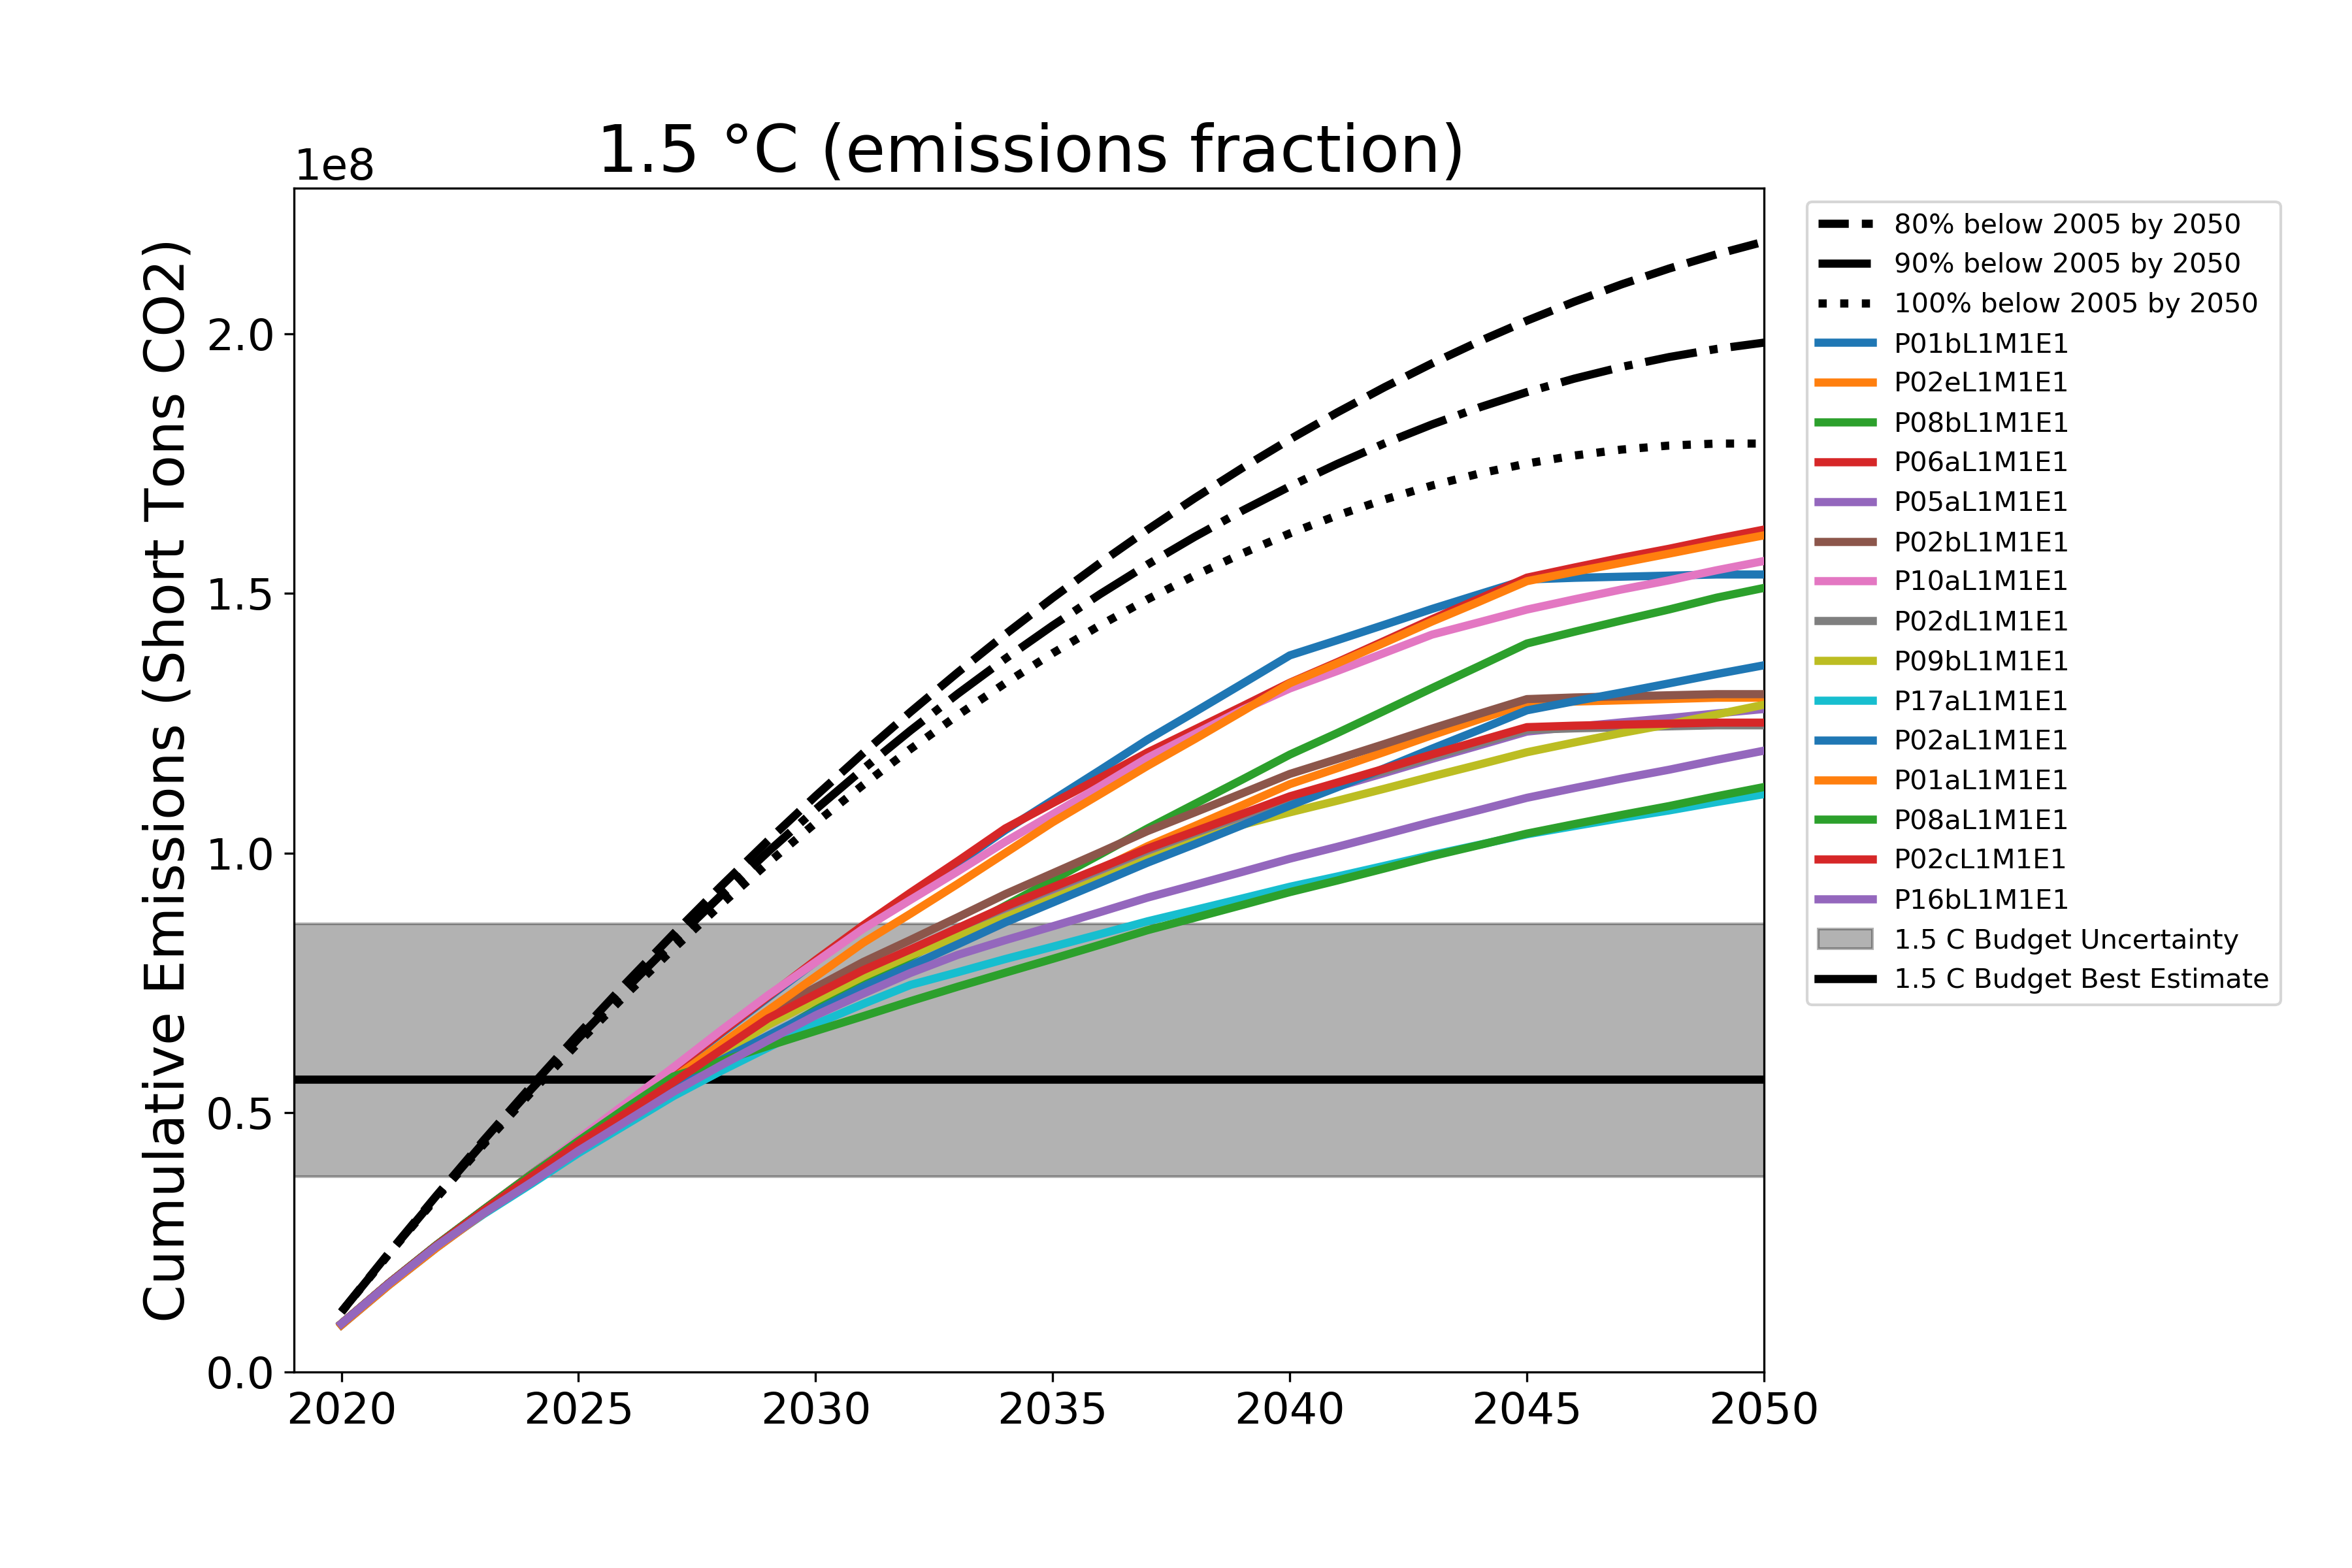 1.5 °C (emissions fraction)
1e8
Cumulative Emissions (Short Tons CO2)
2.0
1.5
1.0
0.5
0.0
2020 2025 2030 2035 2040 2045 2050
80% below 2005 by 2050
90% below 2005 by 2050
100% below 2005 by 2050
P01bL1M1E1
P02eL1M1E1
P08bL1M1E1
P06aL1M1E1
P05aL1M1E1
P02bL1M1E1
P10aL1M1E1
P02dL1M1E1
P09bL1M1E1
P17aL1M1E1
P02aL1M1E1
P01aL1M1E1
P08aL1M1E1
P02cL1M1E1
P16bL1M1E1
1.5 C Budget Uncertainty
1.5 C Budget Best Estimate